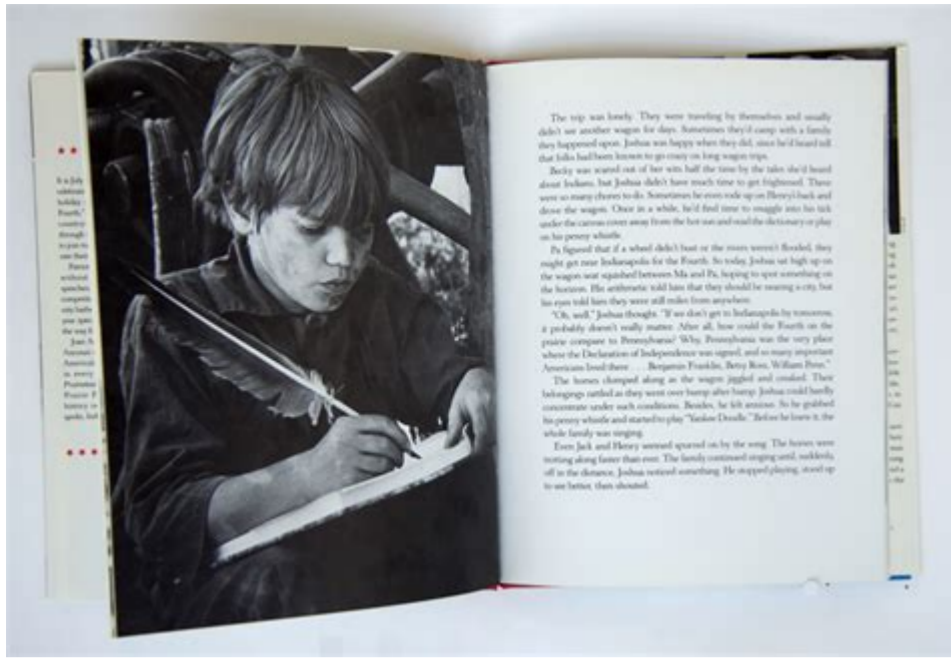 It is July
celebrate
holiday
Fourth,"
country
through
to just
The trip was lonely. They were traveling by themselves and usually
didn't see another wagon for days. Sometimes they'd camp with a family
they happened upon. Joshua was happy when they did, since he'd heard tell
that folks had been known to go crazy on long wagon trips.
Becky was scared out of her wits half the time by the tales she'd heard
about Indians, but Joshua didn't have much time to get frightened. There
were so many chores to do. Sometimes he even rode up on Henry's back and
drove the wagon. Once in a while, he'd find time to snuggle into his tick
under the canvas cover away from the hot sun and read the dictionary or play
on his penny whistle.
Pa figured that if a wheel didn't bust or the rivers weren't flooded, they
might get near Indianapolis for the Fourth. So today, Joshua sat high up on
the wagon seat squished between Ma and Pa, hoping to spot something on
the horizon. His arithmetic told him that they should be nearing a city, but
his eyes told him they were still miles from anywhere.
"Oh, well," Joshua thought. "If we don't get to Indianapolis by tomorrow,
it probably doesn't really matter. After all, how could the Fourth on the
prairie compare to Pennsylvania? Why, Pennsylvania was the very place
where the Declaration of Independence was signed, and so many important
Americans lived there . . . Benjamin Franklin, Betsy Ross, William Penn."
The horses clomped along as the wagon jiggled and creaked. Their
belongings rattled as they went over bump after bump. Joshua could hardly
concentrate under such conditions. Besides, he felt anxious. So he grabbed
his penny whistle and started to play "Yankee Doodle." Before he knew it, the
whole family was singing.
Even Jack and Henry seemed spurred on by the song. The horses were
trotting along faster than ever. The family continued singing until, suddenly,
off in the distance, Joshua noticed something. He stopped playing, stood up
to see better, then shouted.